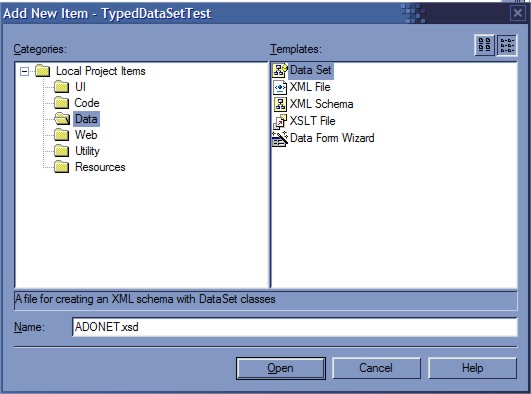 Add New Item - TypedDataSetTest
Categories:
Templates:
Local Project Items
UI
Code
Data
Web
Utility
Resources
Data Set
XML File
XML Schema
XSLT File
Data Form Wizard
A file for creating an XML schema with DataSet classes
Name:
ADONET.xsd
Open
Cancel
Help